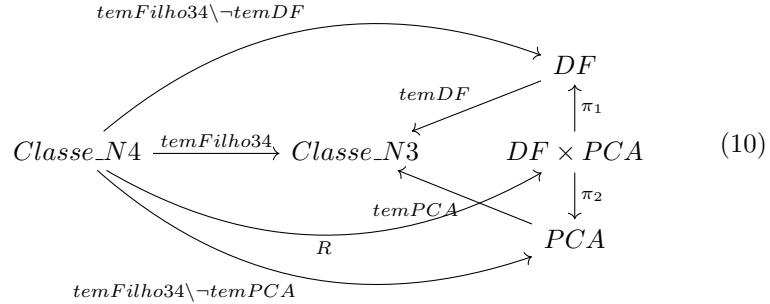 temFilho34\¬temDF
DF
temDF
π₁
Classe_N4 temFilho34 Classe_N3 DF × PCA (10)
π₂
temPCA
R
PCA
temFilho34\¬temPCA